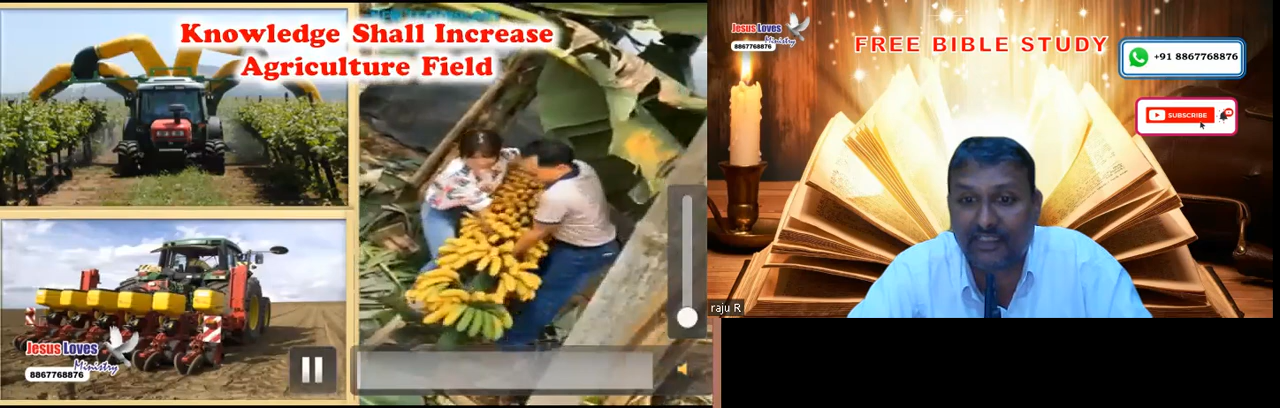 Knowledge Shall Increase
Agriculture Field
Jesus Loves
Ministry
8867768876
Jesus Loves
Ministry
8867768876
FREE BIBLE STUDY
+91 8867768876
SUBSCRIBE
raju R